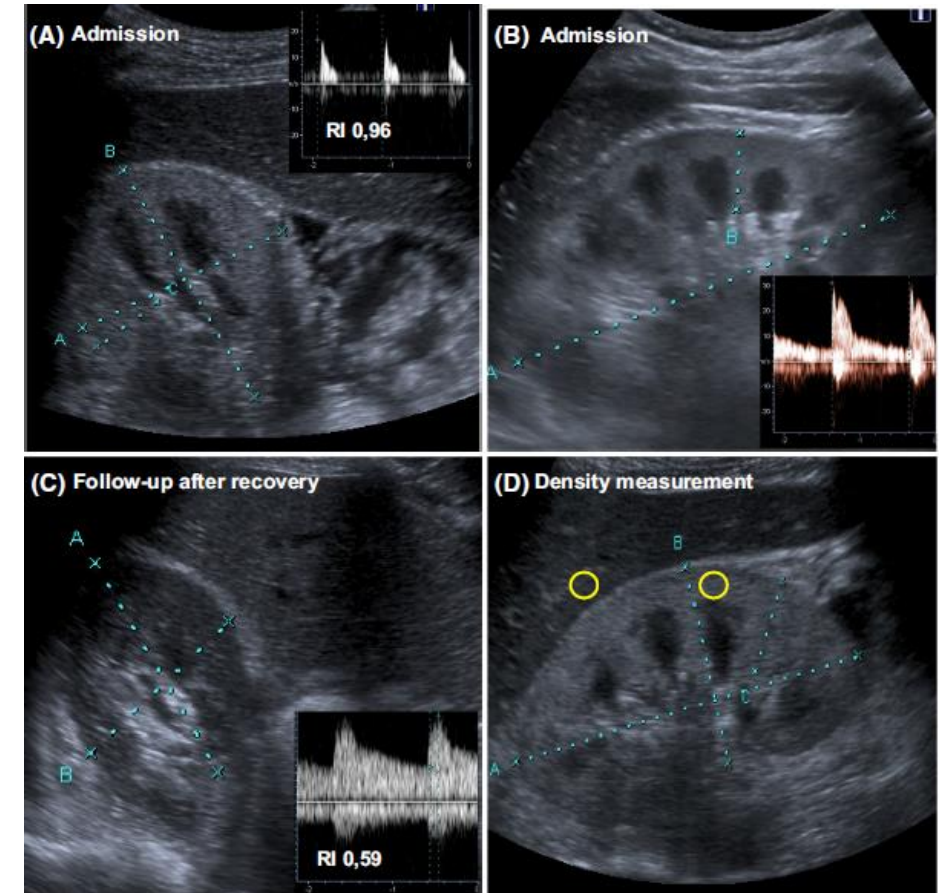 (A) Admission
RI 0,96
B
A
C
(B) Admission
B
A
(C) Follow-up after recovery
A
B
RI 0,59
(D) Density measurement
B
C
A